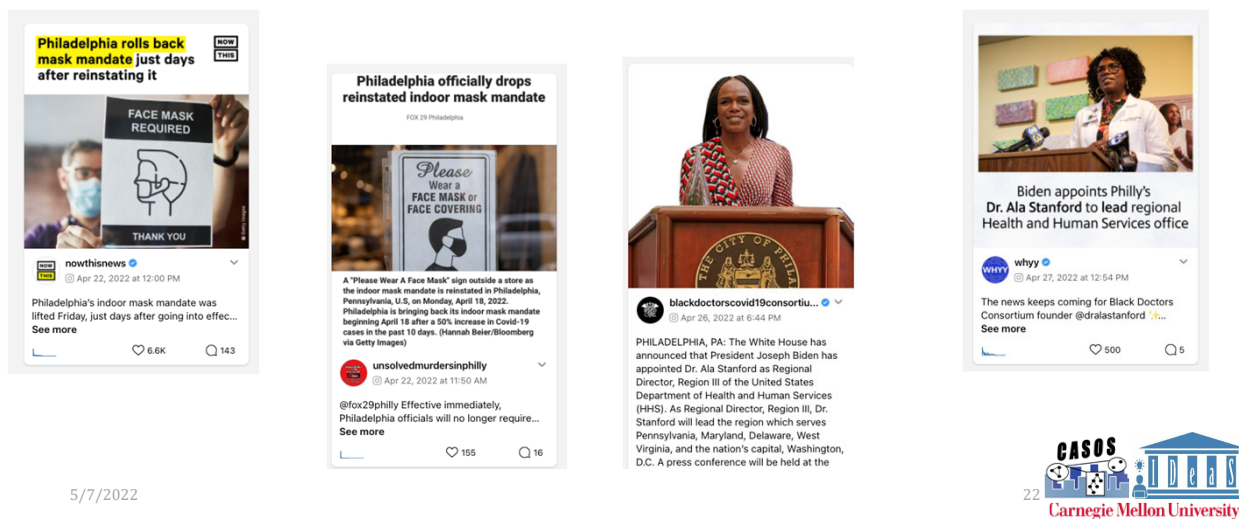 Philadelphia rolls back
mask mandate just days
after reinstating it
NOW
THIS
FACE MASK
REQUIRED
THANK YOU
© Getty Images
NOW
THIS
nowthisnews
Apr 22, 2022 at 12:00 PM
Philadelphia's indoor mask mandate was
lifted Friday, just days after going into effec...
See more
6.6K
143
Philadelphia officially drops
reinstated indoor mask mandate
FOX 29 Philadelphia
Please
Wear a
FACE MASK or
FACE COVERING
A "Please Wear A Face Mask" sign outside a store as
the indoor mask mandate is reinstated in Philadelphia,
Pennsylvania, U.S, on Monday, April 18, 2022.
Philadelphia is bringing back its indoor mask mandate
beginning April 18 after a 50% increase in Covid-19
cases in the past 10 days. (Hannah Beier/Bloomberg
via Getty Images)
unsolvedmurdersinphilly
Apr 22, 2022 at 11:50 AM
@fox29philly Effective immediately,
Philadelphia officials will no longer require...
See more
155
16
THE CITY OF PHILA
blackdoctorscovid19consortiu...
Apr 26, 2022 at 6:44 PM
PHILADELPHIA, PA: The White House has
announced that President Joseph Biden has
appointed Dr. Ala Stanford as Regional
Director, Region III of the United States
Department of Health and Human Services
(HHS). As Regional Director, Region III, Dr.
Stanford will lead the region which serves
Pennsylvania, Maryland, Delaware, West
Virginia, and the nation's capital, Washington,
D.C. A press conference will be held at the
Biden appoints Philly's
Dr. Ala Stanford to lead regional
Health and Human Services office
WHYY
whyy
Apr 27, 2022 at 12:54 PM
The news keeps coming for Black Doctors
Consortium founder @dralastanford ✨...
See more
500
5
5/7/2022
22
CASOS
IDeaS
Carnegie Mellon University